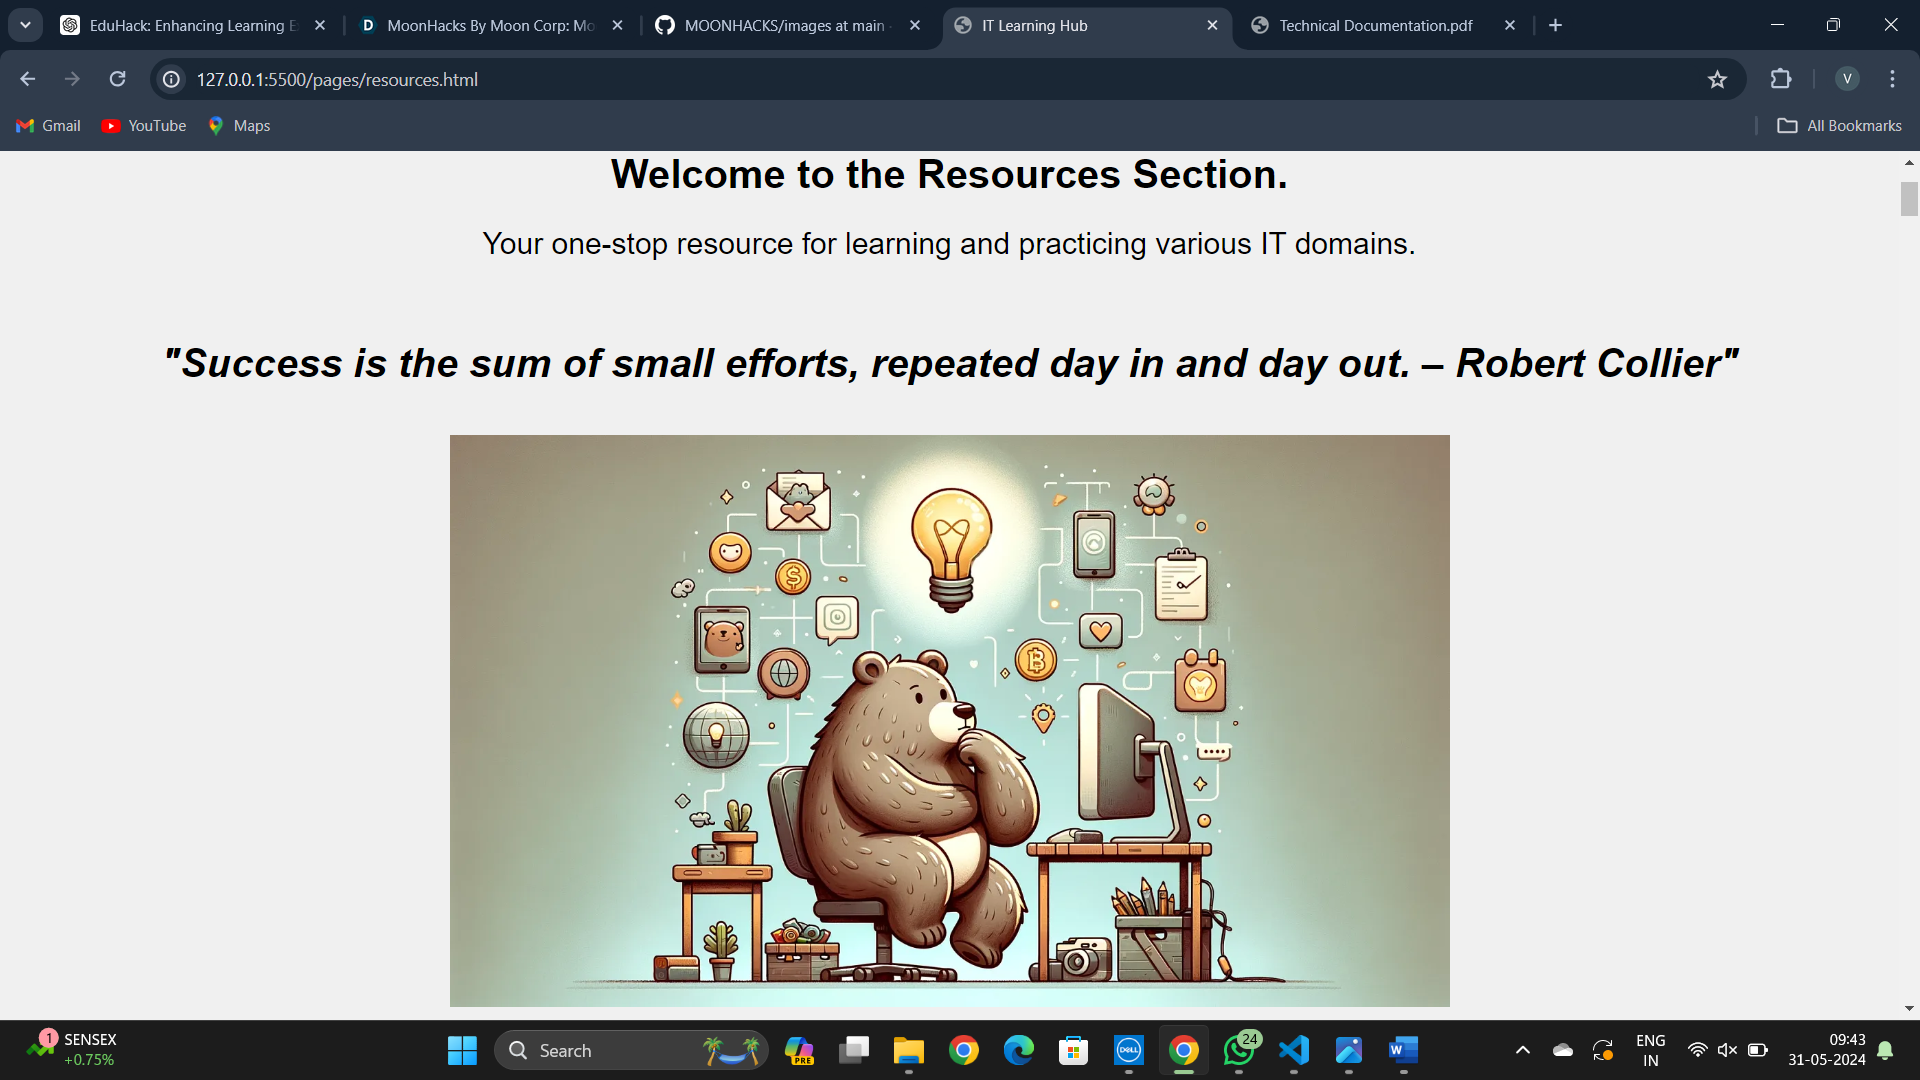 EduHack: Enhancing Learning E
MoonHacks By Moon Corp: Mo
MOONHACKS/images at main
IT Learning Hub
Technical Documentation.pdf
127.0.0.1:5500/pages/resources.html
V
Gmail
YouTube
Maps
All Bookmarks
Welcome to the Resources Section.
Your one-stop resource for learning and practicing various IT domains.
"Success is the sum of small efforts, repeated day in and day out. – Robert Collier"
1
SENSEX
+0.75%
Search
PRE
DELL
24
W
ENG
IN
09:43
31-05-2024